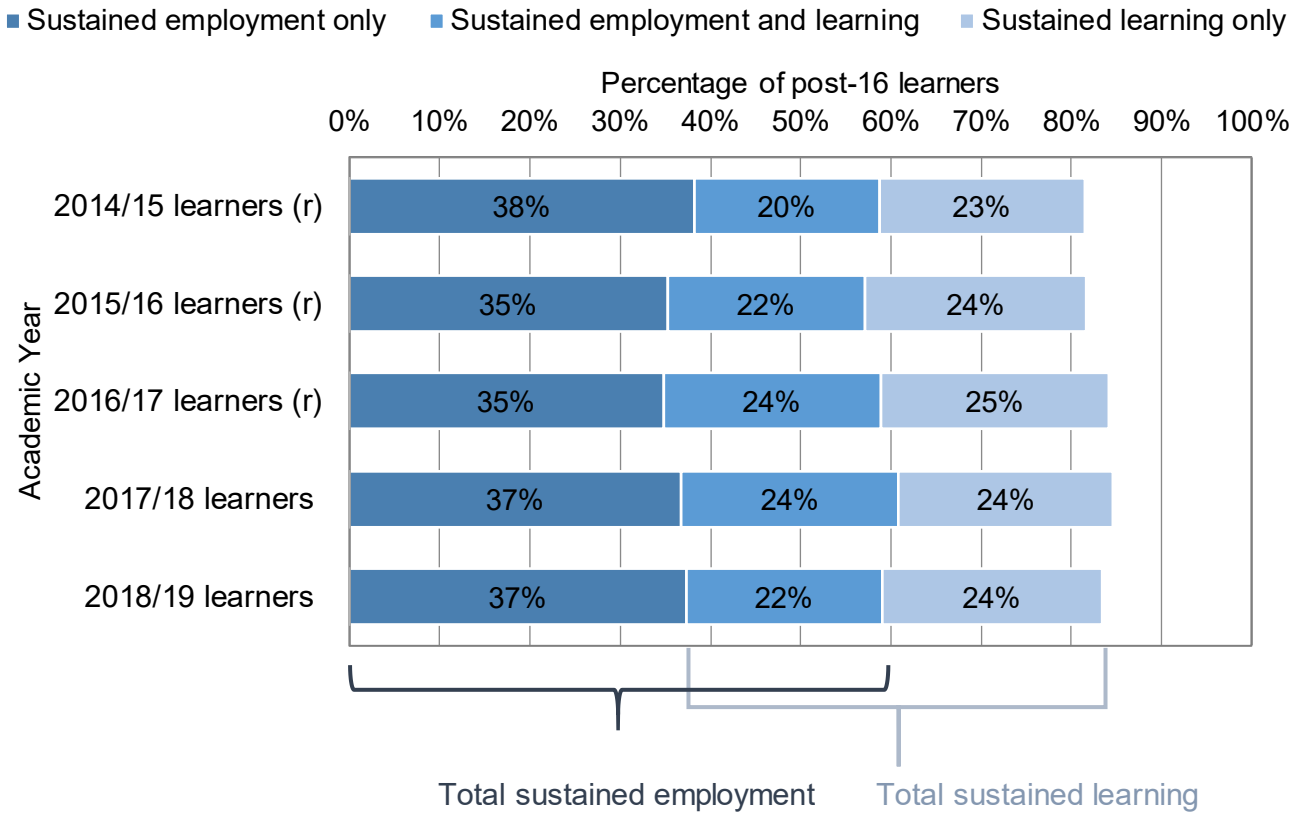 Sustained employment only Sustained employment and learning Sustained learning only
Percentage of post-16 learners
0% 10% 20% 30% 40% 50% 60% 70% 80% 90% 100%
Academic Year
2014/15 learners (r) 38% 20% 23%
2015/16 learners (r) 35% 22% 24%
2016/17 learners (r) 35% 24% 25%
2017/18 learners 37% 24% 24%
2018/19 learners 37% 22% 24%
Total sustained employment Total sustained learning